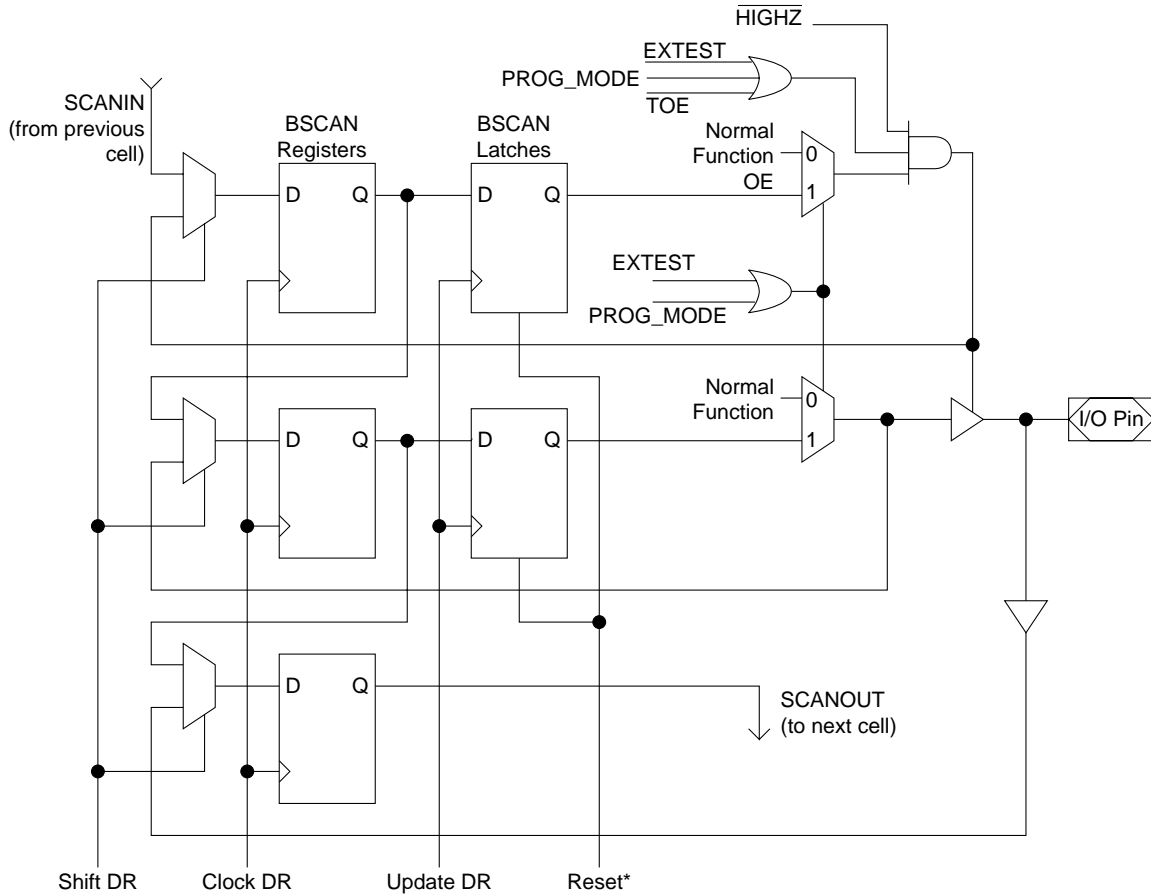 HIGHZ
EXTEST
PROG_MODE
TOE
SCANIN
(from previous
cell)
BSCAN
Registers
BSCAN
Latches
Normal
Function
OE
0
1
D Q
D Q
EXTEST
PROG_MODE
Normal
Function
0
1
D Q
D Q
I/O Pin
D Q
SCANOUT
(to next cell)
Shift DR
Clock DR
Update DR
Reset*